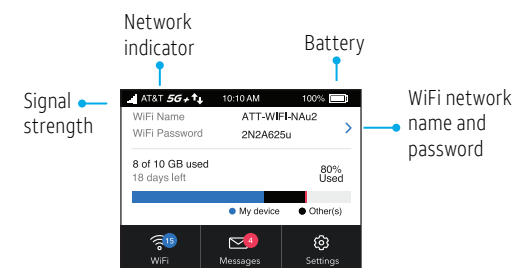 Network
indicator
Battery
Signal
strength
AT&T 5G+ 10:10 AM 100%
WiFi Name ATT-WIFI-NAu2
WiFi Password 2N2A625u
WiFi network
name and
password
8 of 10 GB used
18 days left
80%
Used
My device Other(s)
15
4
WiFi Messages Settings